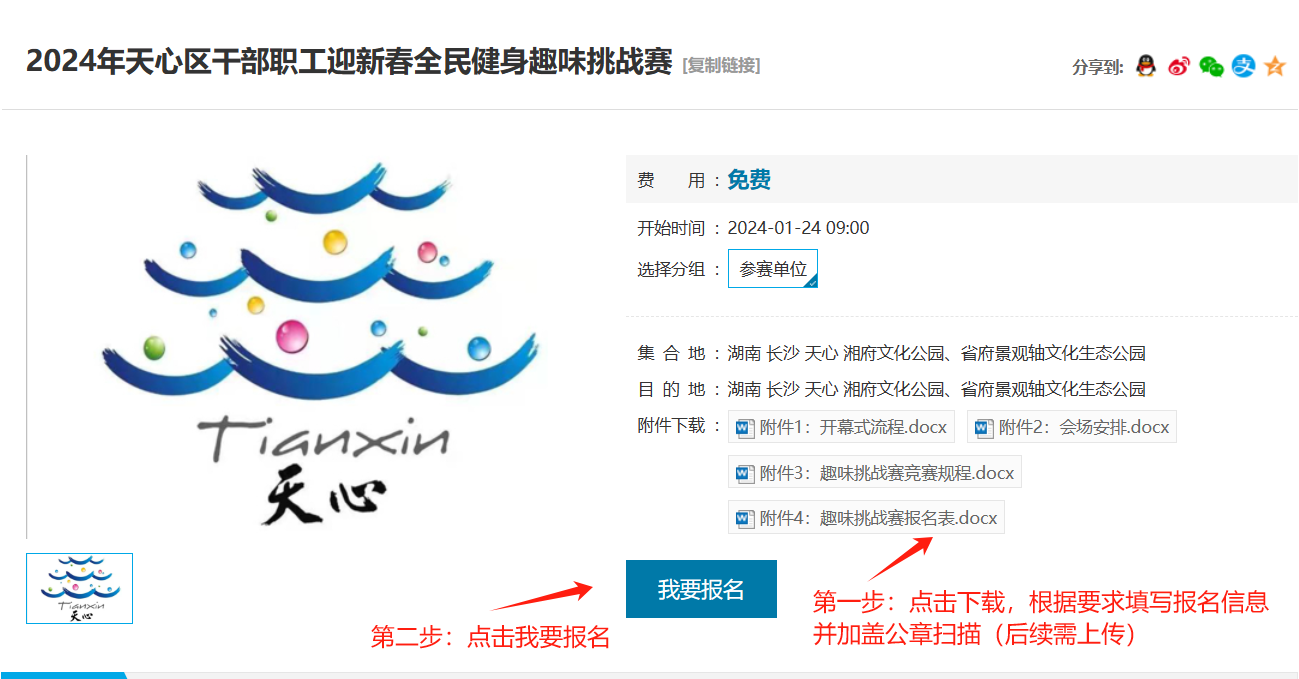 2024年天心区干部职工迎新春全民健身趣味挑战赛 [复制链接]
分享到:
Tianxin
天心
费 用 : 免费
开始时间 : 2024-01-24 09:00
选择分组 : 参赛单位
集 合 地 : 湖南 长沙 天心 湘府文化公园、省府景观轴文化生态公园
目 的 地 : 湖南 长沙 天心 湘府文化公园、省府景观轴文化生态公园
附件下载 : 附件1：开幕式流程.docx 附件2：会场安排.docx
附件3：趣味挑战赛竞赛规程.docx
附件4：趣味挑战赛报名表.docx
Tianxin
天心
我要报名
第一步：点击下载，根据要求填写报名信息
并加盖公章扫描（后续需上传）
第二步：点击我要报名